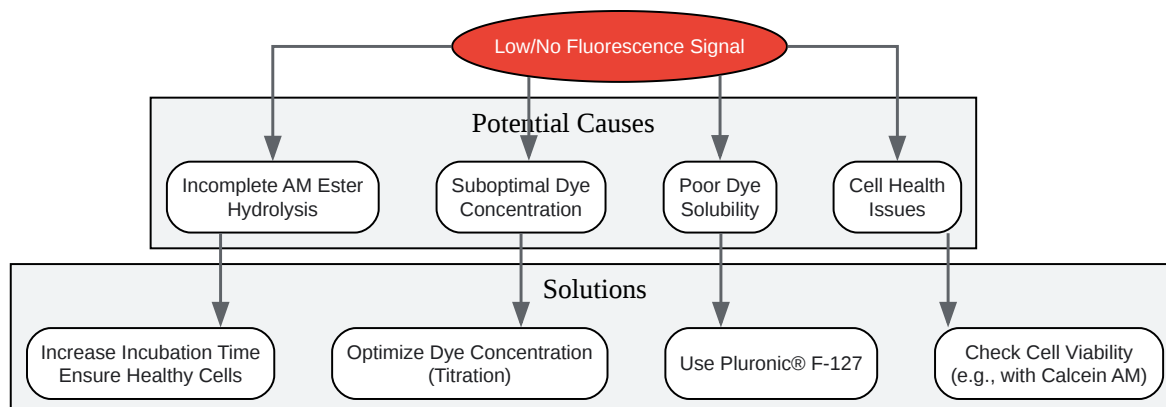 Low/No Fluorescence Signal
Potential Causes
Incomplete AM Ester
Hydrolysis
Suboptimal Dye
Concentration
Poor Dye
Solubility
Cell Health
Issues
Solutions
Increase Incubation Time
Ensure Healthy Cells
Optimize Dye Concentration
(Titration)
Use Pluronic® F-127
Check Cell Viability
(e.g., with Calcein AM)